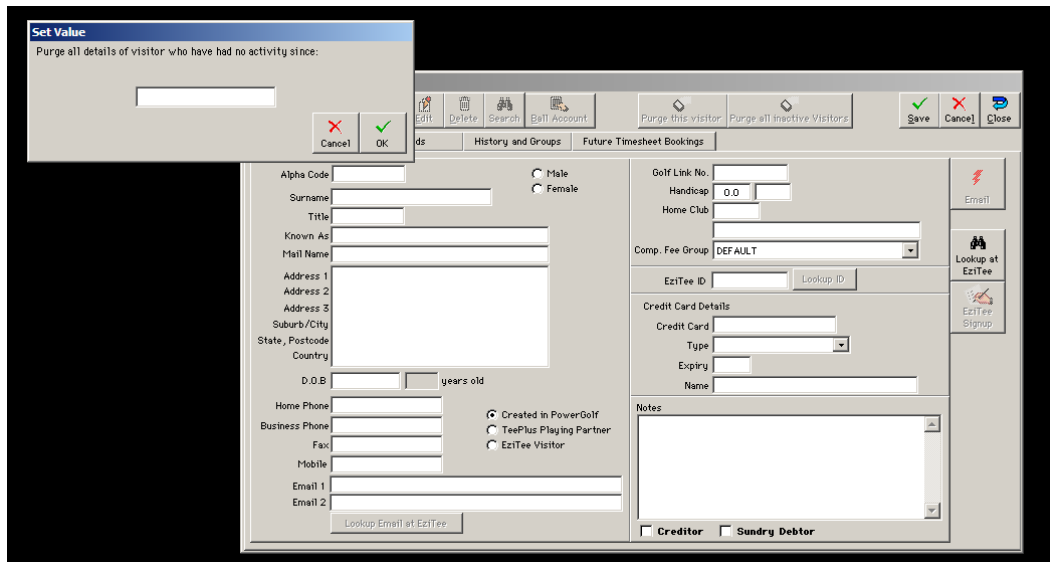 Set Value
Purge all details of visitor who have had no activity since:
Cancel OK
Edit Delete Search Ball Account Purge this visitor Purge all inactive Visitors Save Cancel Close
ds History and Groups Future Timesheet Bookings
Alpha Code
Male
Female
Surname
Title
Known As
Mail Name
Address 1
Address 2
Address 3
Suburb/City
State, Postcode
Country
D.O.B years old
Home Phone
Business Phone
Fax
Mobile
Created in PowerGolf
TeePlus Playing Partner
EziTee Visitor
Email 1
Email 2
Lookup Email at EziTee
Golf Link No.
Handicap 0.0
Home Club
Comp. Fee Group DEFAULT
EziTee ID Lookup ID
Credit Card Details
Credit Card
Type
Expiry
Name
Notes
Creditor Sundry Debtor
Email
Lookup at
EziTee
EziTee
Signup